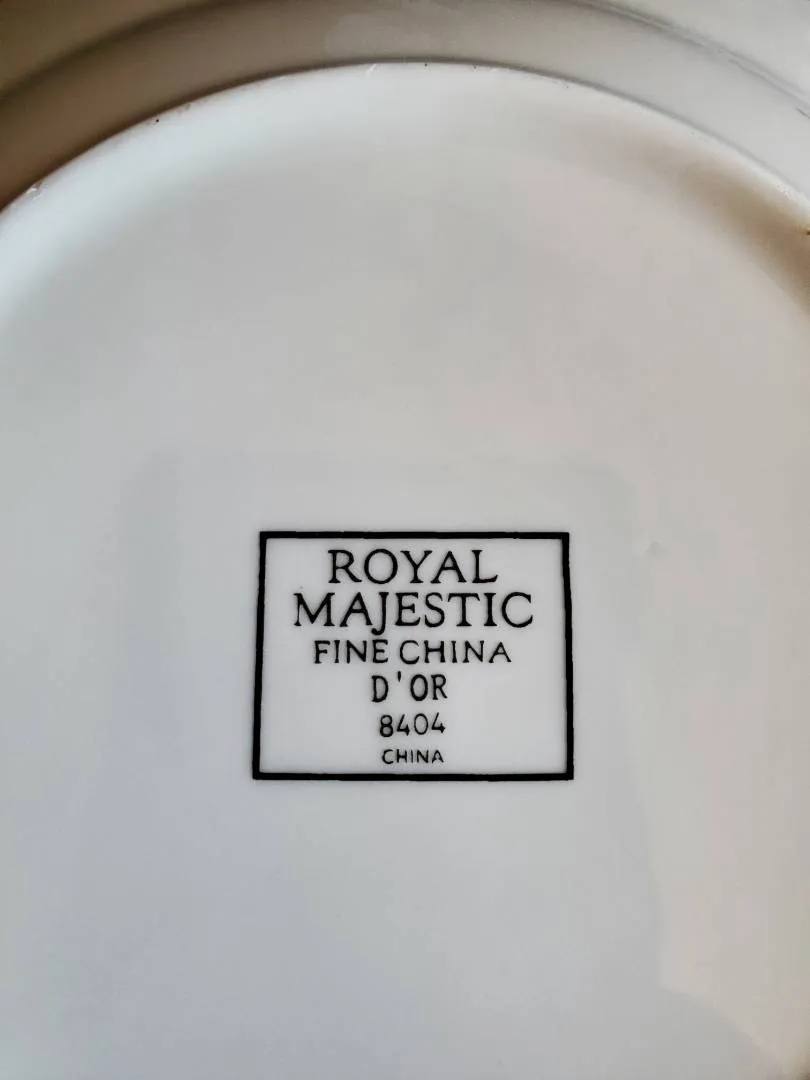 ROYAL
MAJESTIC
FINE CHINA
D'OR
8404
CHINA